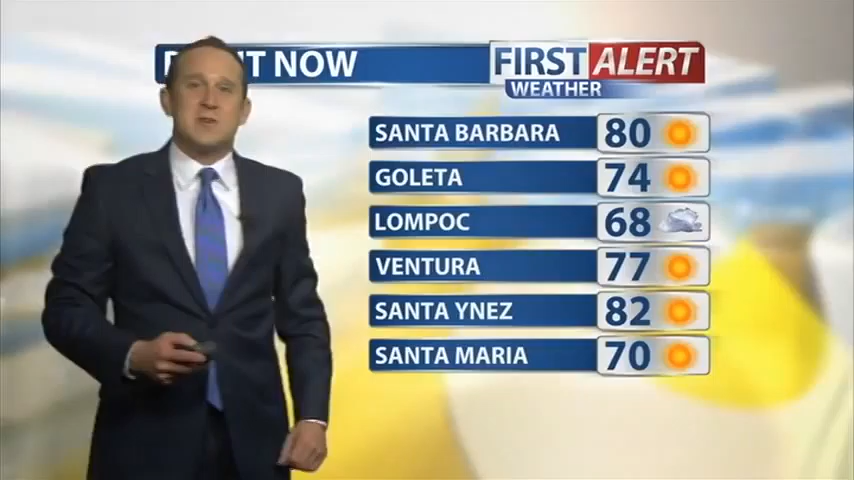 IT NOW
FIRST ALERT
WEATHER
SANTA BARBARA 80
GOLETA 74
LOMPOC 68
VENTURA 77
SANTA YNEZ 82
SANTA MARIA 70